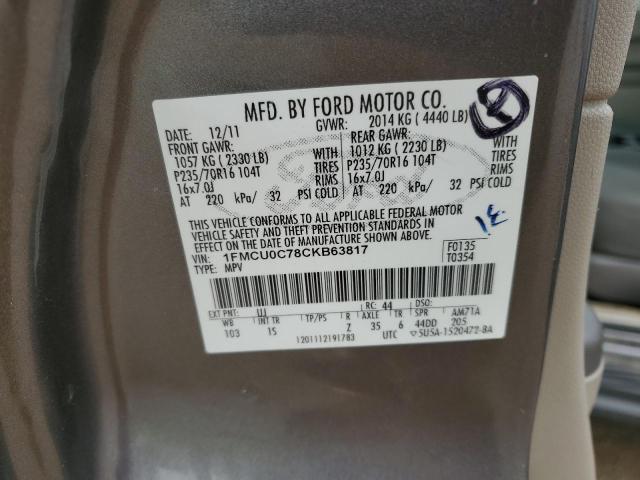 MFD. BY FORD MOTOR CO.
DATE: 12/11 GVWR: 2014 KG ( 4440 LB)
FRONT GAWR: REAR GAWR:
1057 KG ( 2330 LB) WITH 1012 KG ( 2230 LB) WITH
P235/70R16 104T TIRES P235/70R16 104T TIRES
16x7.0J RIMS 16x7.0J RIMS
AT 220 kPa/ 32 PSI COLD AT 220 kPa/ 32 PSI COLD
THIS VEHICLE CONFORMS TO ALL APPLICABLE FEDERAL MOTOR
VEHICLE SAFETY AND THEFT PREVENTION STANDARDS IN
EFFECT ON THE DATE OF MANUFACTURE SHOWN ABOVE.
VIN: 1FMCU0C78CKB63817 F0135
TYPE: MPV T0354
EXT PNT: UJ RC: 44 DSO:
WB INT TR TP/PS R AXLE TR SPR AM71A
103 1S Z 35 6 44DD 205
1201112191783 UTC 5U5A-1520472-BA